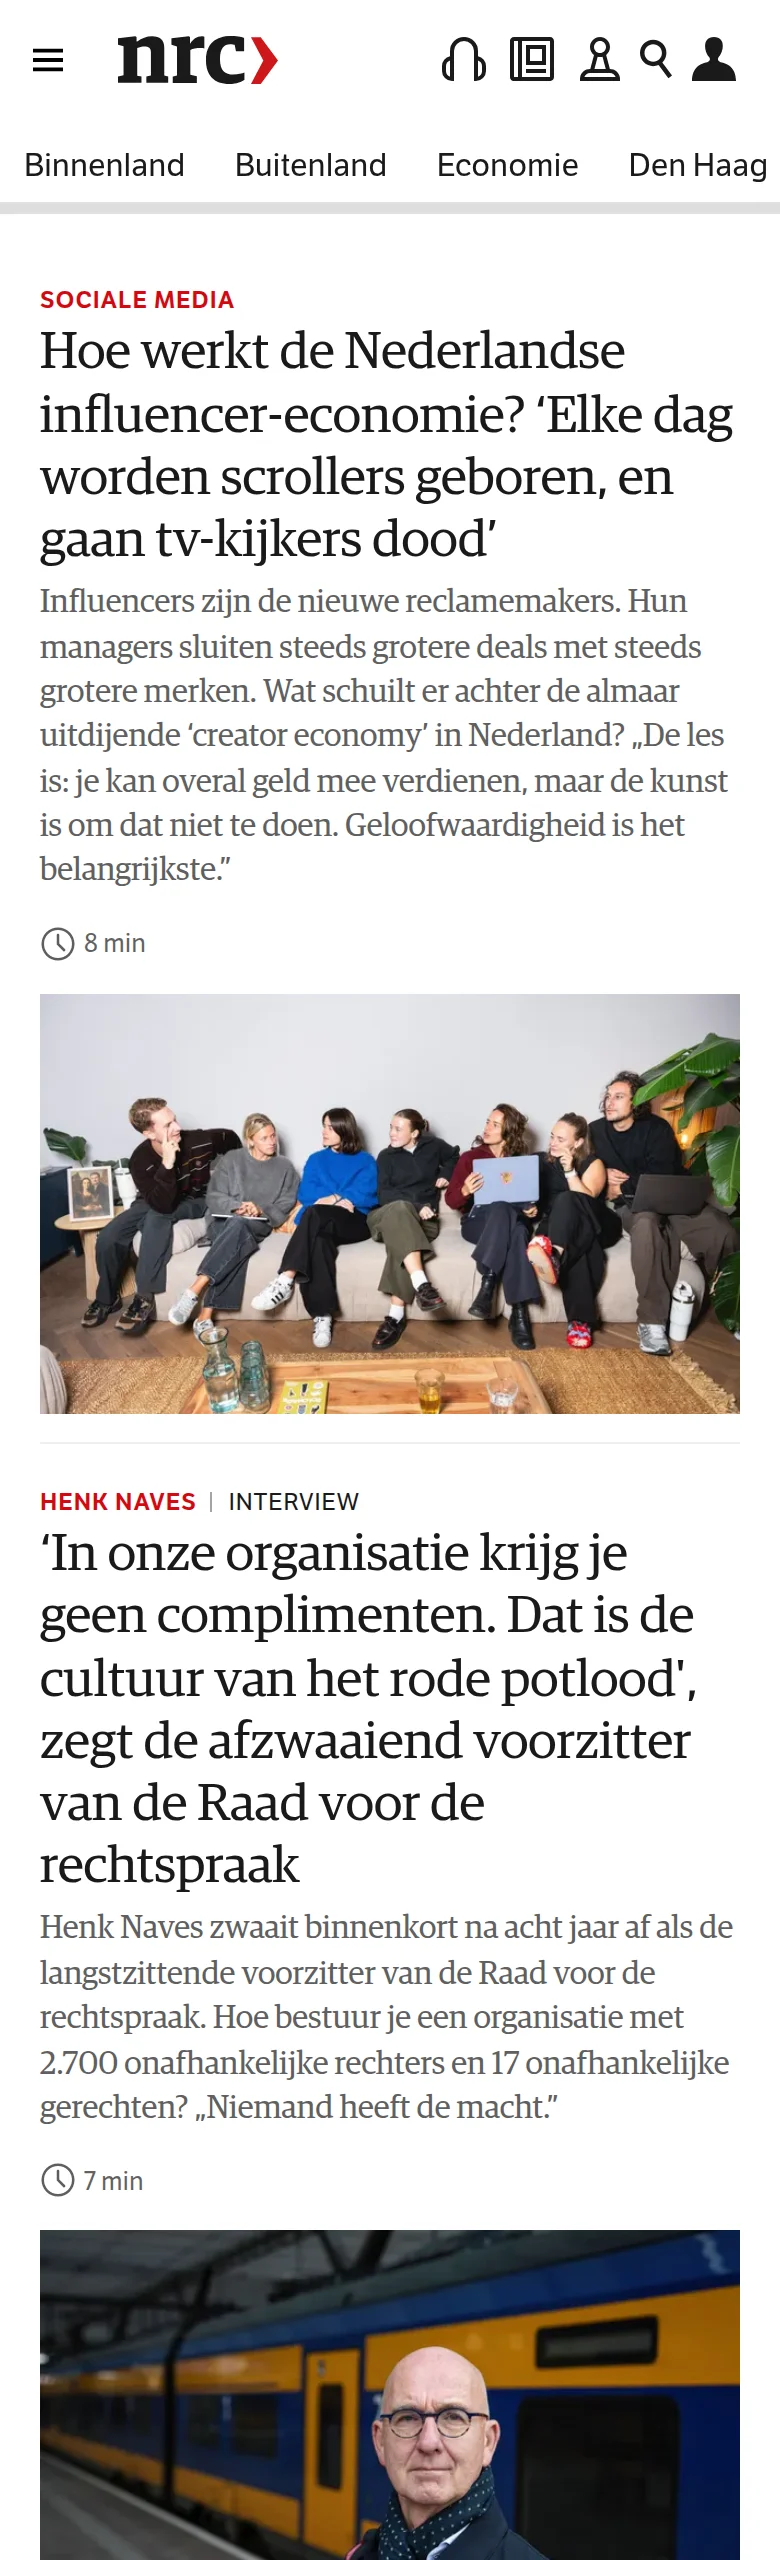 nrc
Binnenland Buitenland Economie Den Haag
SOCIALE MEDIA
Hoe werkt de Nederlandse
influencer-economie? ‘Elke dag
worden scrollers geboren, en
gaan tv-kijkers dood’
Influencers zijn de nieuwe reclamemakers. Hun
managers sluiten steeds grotere deals met steeds
grotere merken. Wat schuilt er achter de almaar
uitdijende ‘creator economy’ in Nederland? „De les
is: je kan overal geld mee verdienen, maar de kunst
is om dat niet te doen. Geloofwaardigheid is het
belangrijkste.”
8 min
HENK NAVES | INTERVIEW
‘In onze organisatie krijg je
geen complimenten. Dat is de
cultuur van het rode potlood',
zegt de afzwaaiend voorzitter
van de Raad voor de
rechtspraak
Henk Naves zwaait binnenkort na acht jaar af als de
langstzittende voorzitter van de Raad voor de
rechtspraak. Hoe bestuur je een organisatie met
2.700 onafhankelijke rechters en 17 onafhankelijke
gerechten? „Niemand heeft de macht.”
7 min